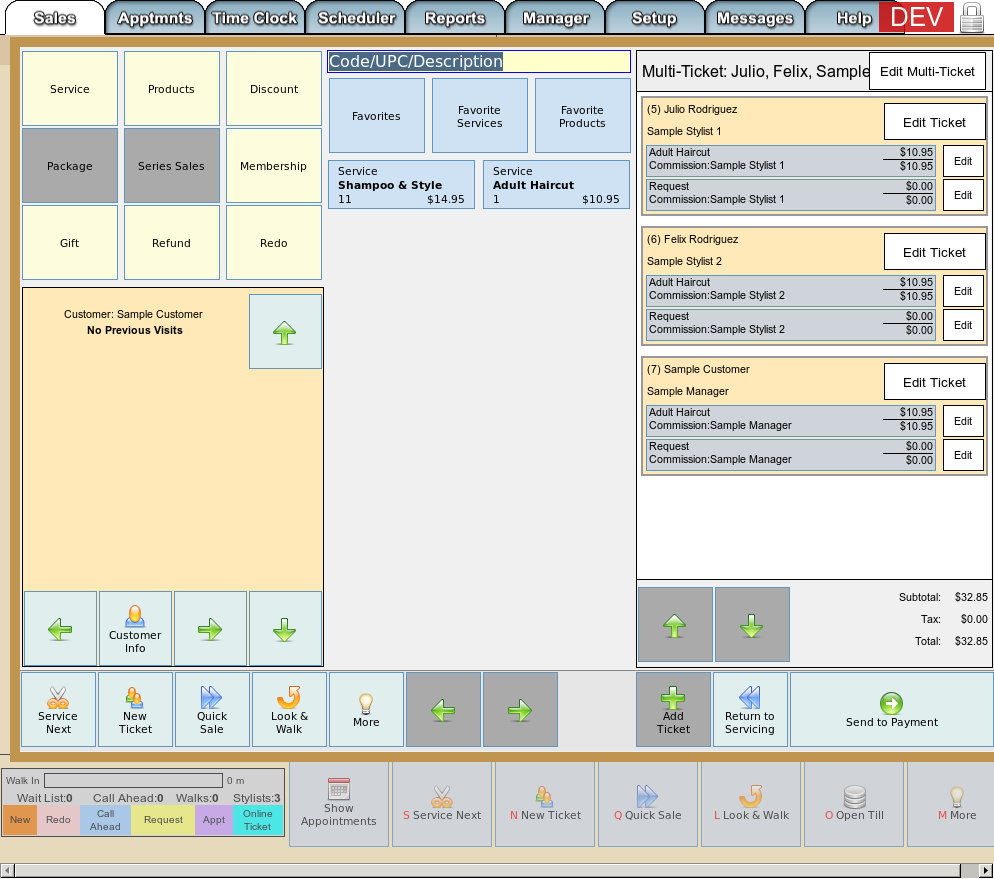 Sales
Apptmnts
Time Clock
Scheduler
Reports
Manager
Setup
Messages
Help
DEV
Service
Products
Discount
Package
Series Sales
Membership
Gift
Refund
Redo
Customer: Sample Customer
No Previous Visits
Customer
Info
Code/UPC/Description
Favorites
Favorite
Services
Favorite
Products
Service
Shampoo & Style
11 $14.95
Service
Adult Haircut
1 $10.95
Multi-Ticket: Julio, Felix, Sample
Edit Multi-Ticket
(5) Julio Rodriguez
Sample Stylist 1
Edit Ticket
Adult Haircut $10.95
Commission:Sample Stylist 1 $10.95
Edit
Request $0.00
Commission:Sample Stylist 1 $0.00
Edit
(6) Felix Rodriguez
Sample Stylist 2
Edit Ticket
Adult Haircut $10.95
Commission:Sample Stylist 2 $10.95
Edit
Request $0.00
Commission:Sample Stylist 2 $0.00
Edit
(7) Sample Customer
Sample Manager
Edit Ticket
Adult Haircut $10.95
Commission:Sample Manager $10.95
Edit
Request $0.00
Commission:Sample Manager $0.00
Edit
Subtotal: $32.85
Tax: $0.00
Total: $32.85
Service
Next
New
Ticket
Quick
Sale
Look &
Walk
More
Add
Ticket
Return to
Servicing
Send to Payment
Walk In 0 m
Wait List:0 Call Ahead:0 Walks:0 Stylists:3
New
Redo
Call
Ahead
Request
Appt
Online
Ticket
Show
Appointments
S Service Next
N New Ticket
Q Quick Sale
L Look & Walk
O Open Till
M More